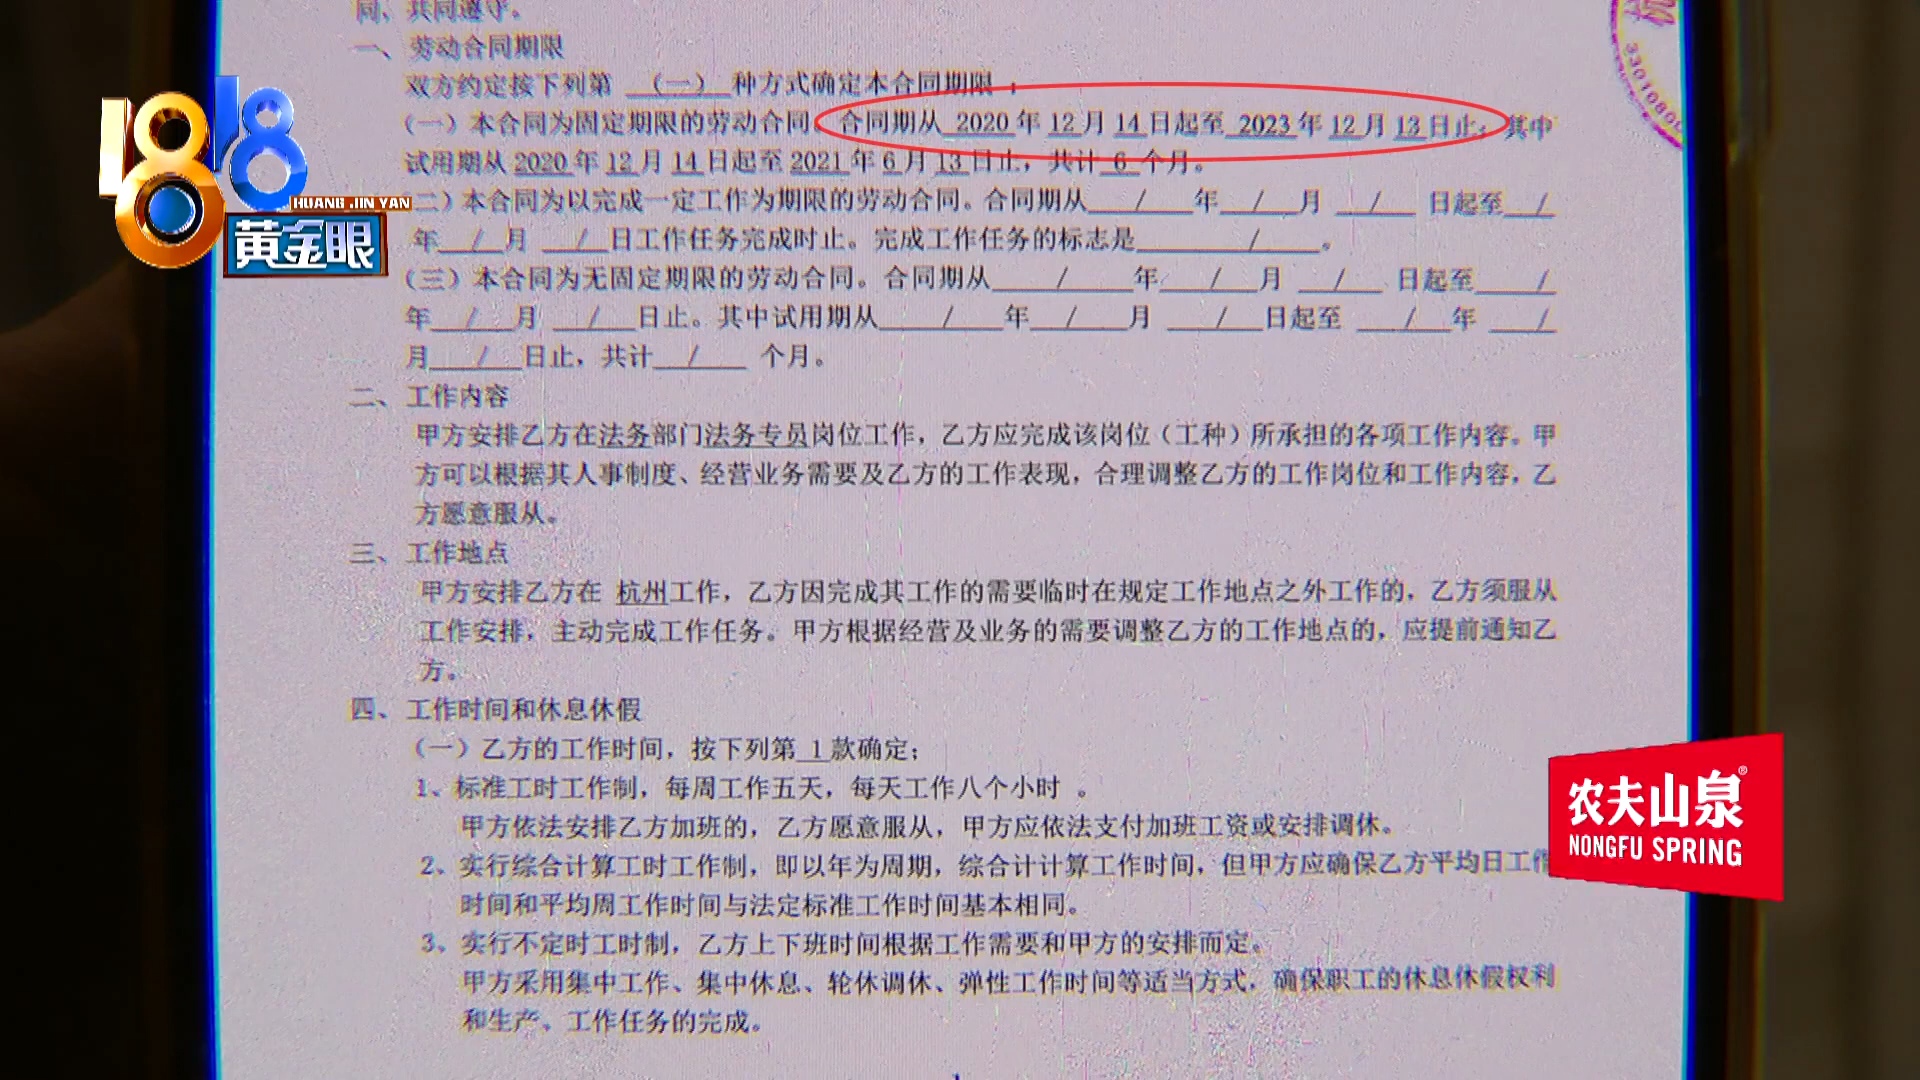 同、共同遵守。
一、劳动合同期限
双方约定按下列第 （一） 种方式确定本合同期限；
（一）本合同为固定期限的劳动合同。合同期从 2020 年 12 月 14 日起至 2023 年 12 月 13 日止；其中
试用期从 2020 年 12 月 14 日起至 2021 年 6 月 13 日止，共计 6 个月。
二）本合同为以完成一定工作为期限的劳动合同。合同期从 / 年 / 月 / 日起至 /
年 / 月 / 日工作任务完成时止。完成工作任务的标志是 / 。
（三）本合同为无固定期限的劳动合同。合同期从 / 年 / 月 / 日起至 /
年 / 月 / 日止。其中试用期从 / 年 / 月 / 日起至 / 年 /
月 / 日止，共计 / 个月。
二、工作内容
甲方安排乙方在法务部门法务专员岗位工作，乙方应完成该岗位（工种）所承担的各项工作内容。甲
方可以根据其人事制度、经营业务需要及乙方的工作表现，合理调整乙方的工作岗位和工作内容，乙
方愿意服从。
三、工作地点
甲方安排乙方在 杭州工作，乙方因完成其工作的需要临时在规定工作地点之外工作的，乙方须服从
工作安排，主动完成工作任务。甲方根据经营及业务的需要调整乙方的工作地点的，应提前通知乙
方。
四、工作时间和休息休假
（一）乙方的工作时间，按下列第 1 款确定；
1、标准工时工作制，每周工作五天，每天工作八个小时 。
甲方依法安排乙方加班的，乙方愿意服从，甲方应依法支付加班工资或安排调休。
2、实行综合计算工时工作制，即以年为周期，综合计计算工作时间，但甲方应确保乙方平均日工作
时间和平均周工作时间与法定标准工作时间基本相同。
3、实行不定时工时制，乙方上下班时间根据工作需要和甲方的安排而定。
甲方采用集中工作、集中休息、轮休调休、弹性工作时间等适当方式，确保职工的休息休假权利
和生产、工作任务的完成。
1818
HUANG JIN YAN
黄金眼
杭
3301080
农夫山泉®
NONGFU SPRING